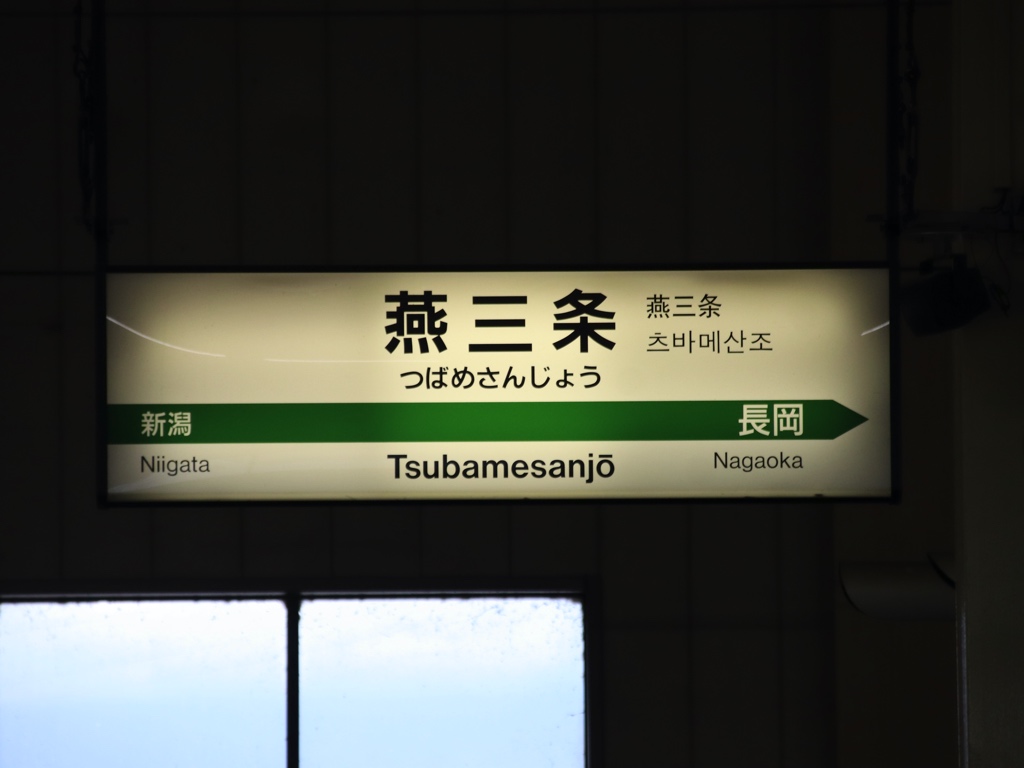 燕三条
燕三条
츠바메산조
つばめさんじょう
新潟
長岡
Niigata
Tsubamesanjō
Nagaoka